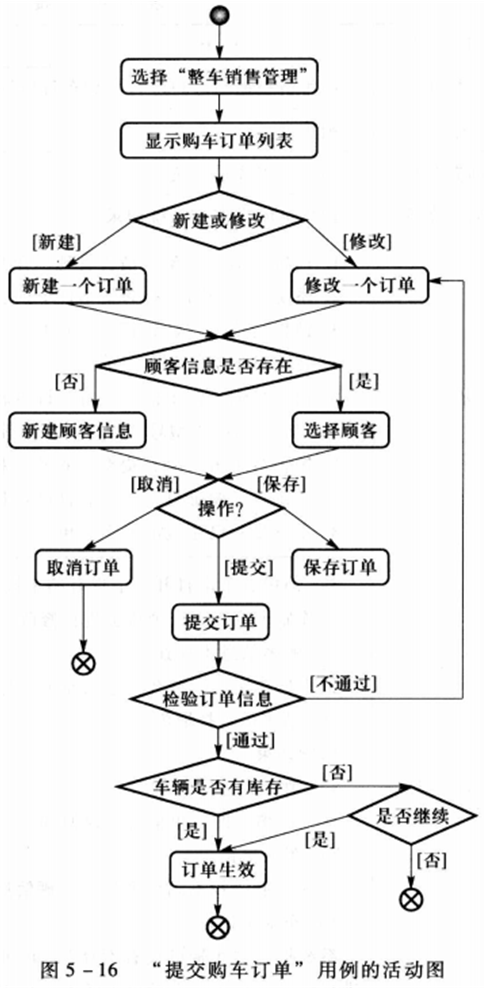 选择“整车销售管理”
显示购车订单列表
新建或修改
[新建]
[修改]
新建一个订单
修改一个订单
顾客信息是否存在
[否]
[是]
新建顾客信息
选择顾客
[取消]
[保存]
操作?
取消订单
[提交]
保存订单
提交订单
检验订单信息
[不通过]
[通过]
车辆是否有库存
[否]
是否继续
[是]
[是]
订单生效
[否]
图 5-16 “提交购车订单”用例的活动图